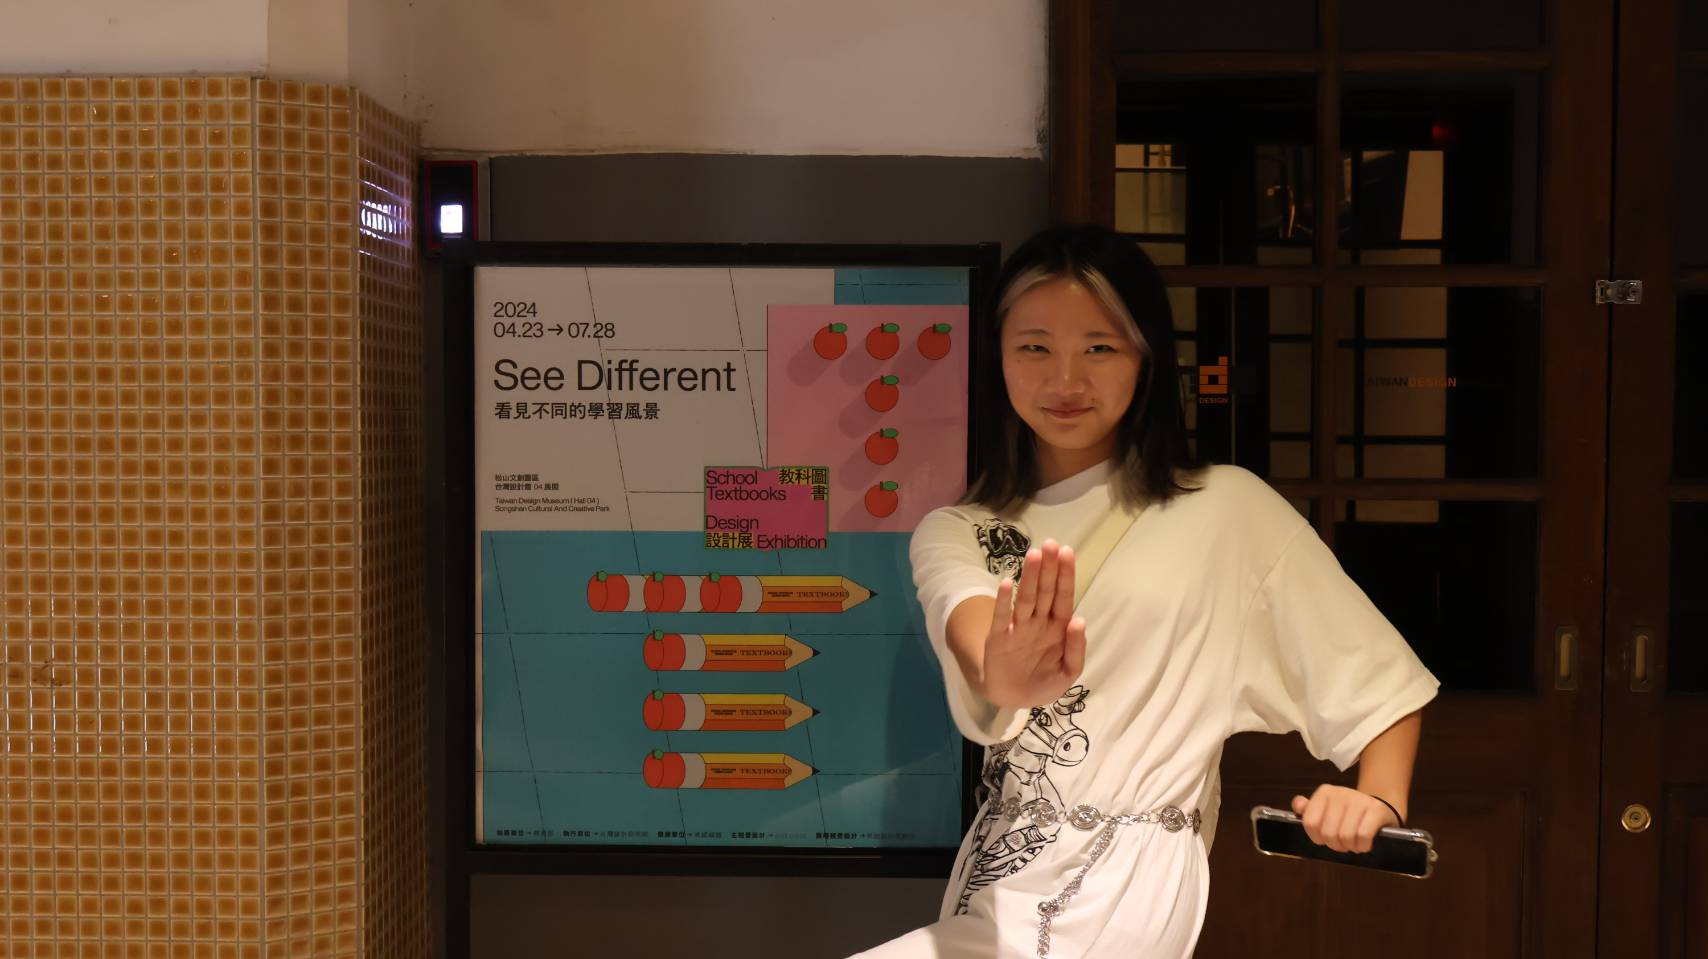 2024
04.23→07.28
See Different
看見不同的學習風景
松山文創園區
台灣設計館 04 展間
Taiwan Design Museum ( Hall 04 )
Songshan Cultural And Creative Park
School 教科圖
Textbooks 書
Design
設計展 Exhibition
TEXTBOOKS
TEXTBOOKS
TEXTBOOKS
TEXTBOOKS
DESIGN
TAIWANDESIGN